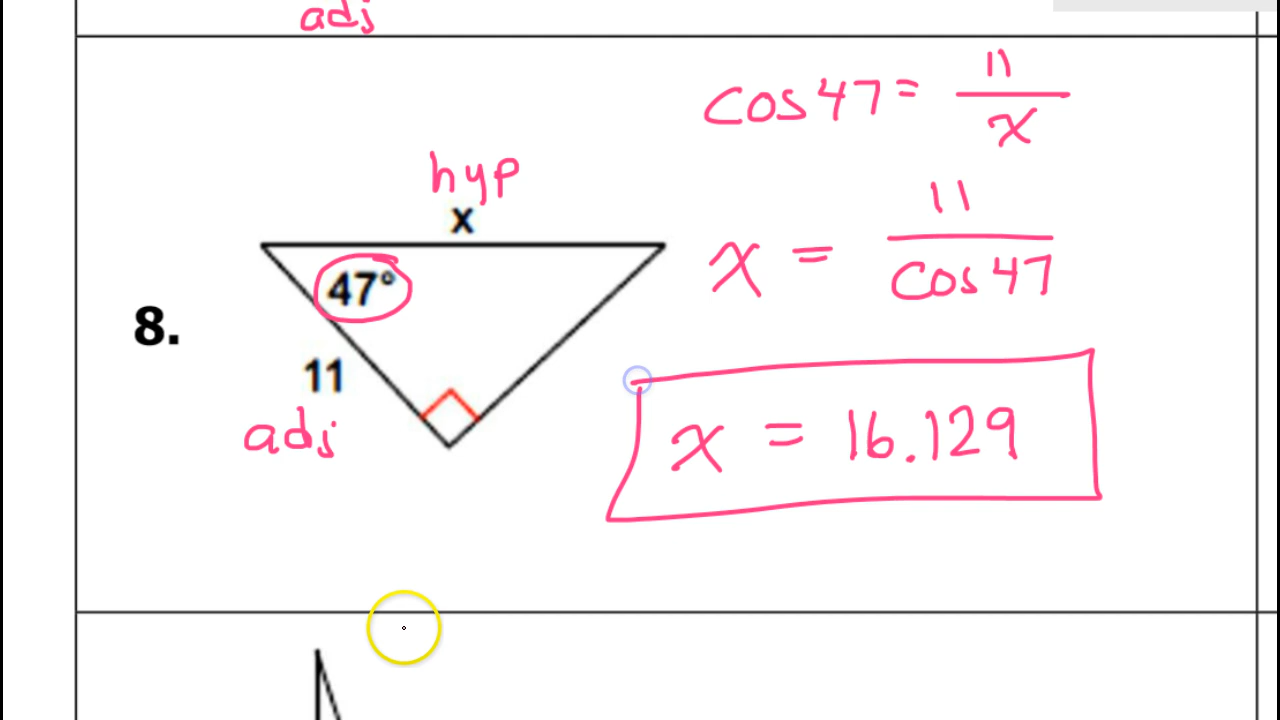 adj
cos 47 = 11 / x
hyp
x
x = 11 / cos 47
47°
8.
11
adj
x = 16.129